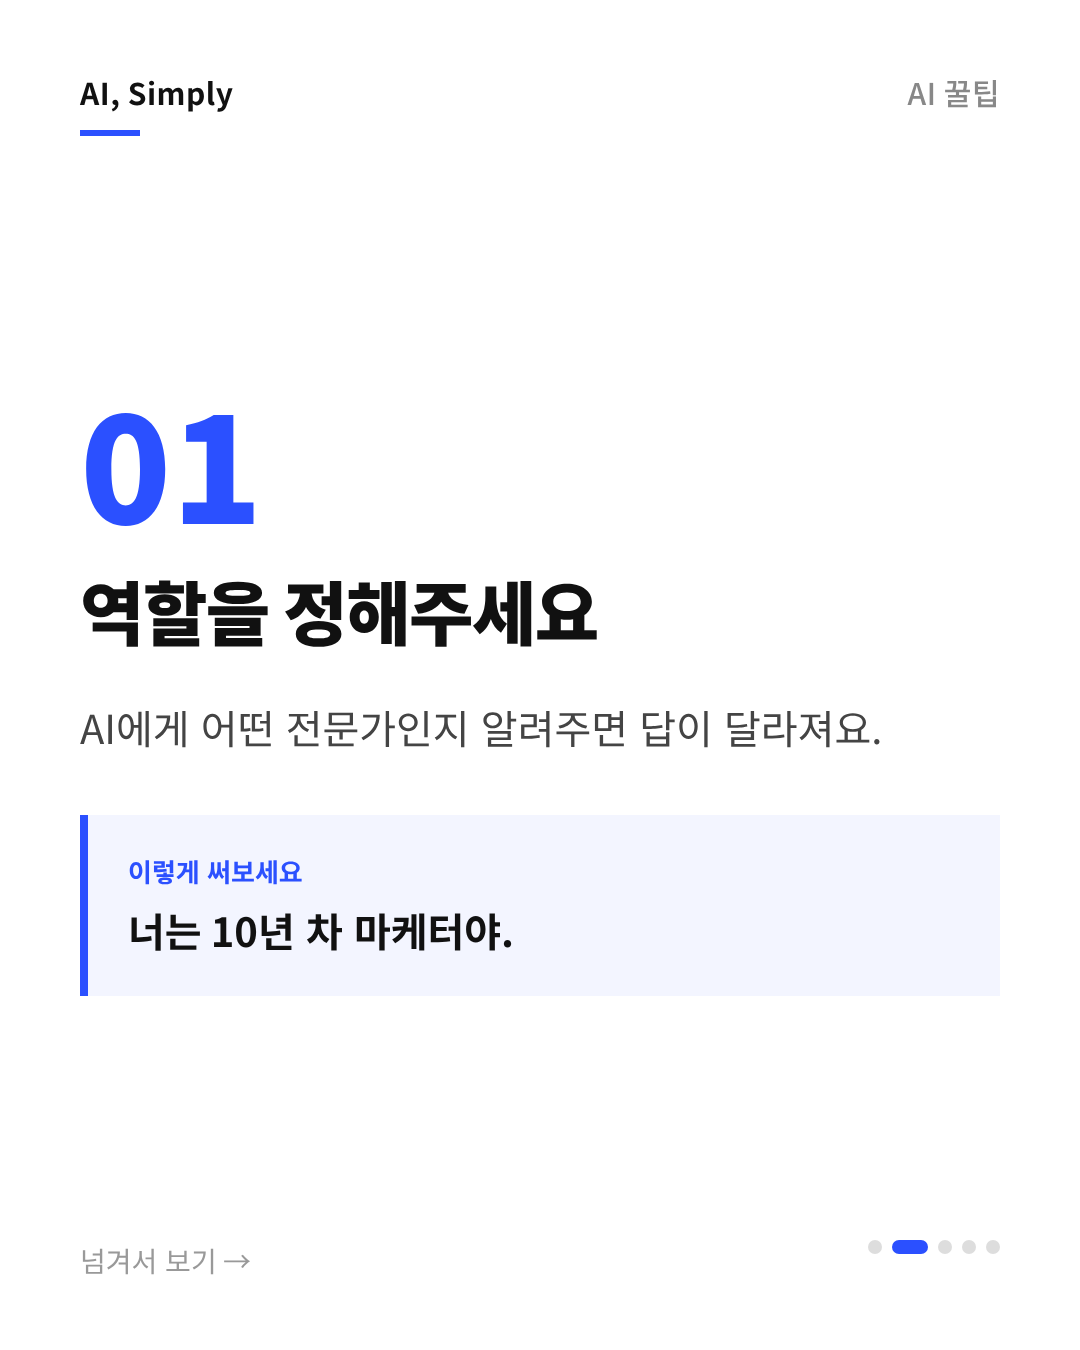 AI, Simply
AI 꿀팁
01
역할을 정해주세요
AI에게 어떤 전문가인지 알려주면 답이 달라져요.
이렇게 써보세요
너는 10년 차 마케터야.
넘겨서 보기 →